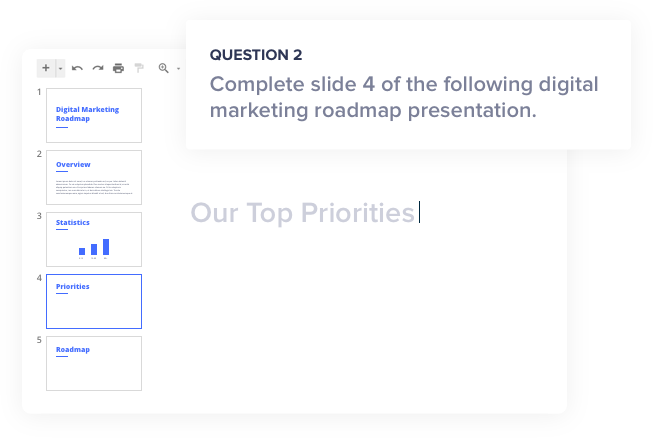 QUESTION 2
Complete slide 4 of the following digital
marketing roadmap presentation.
1
Digital Marketing
Roadmap
2
Overview
3
Statistics
4
Priorities
5
Roadmap
Our Top Priorities